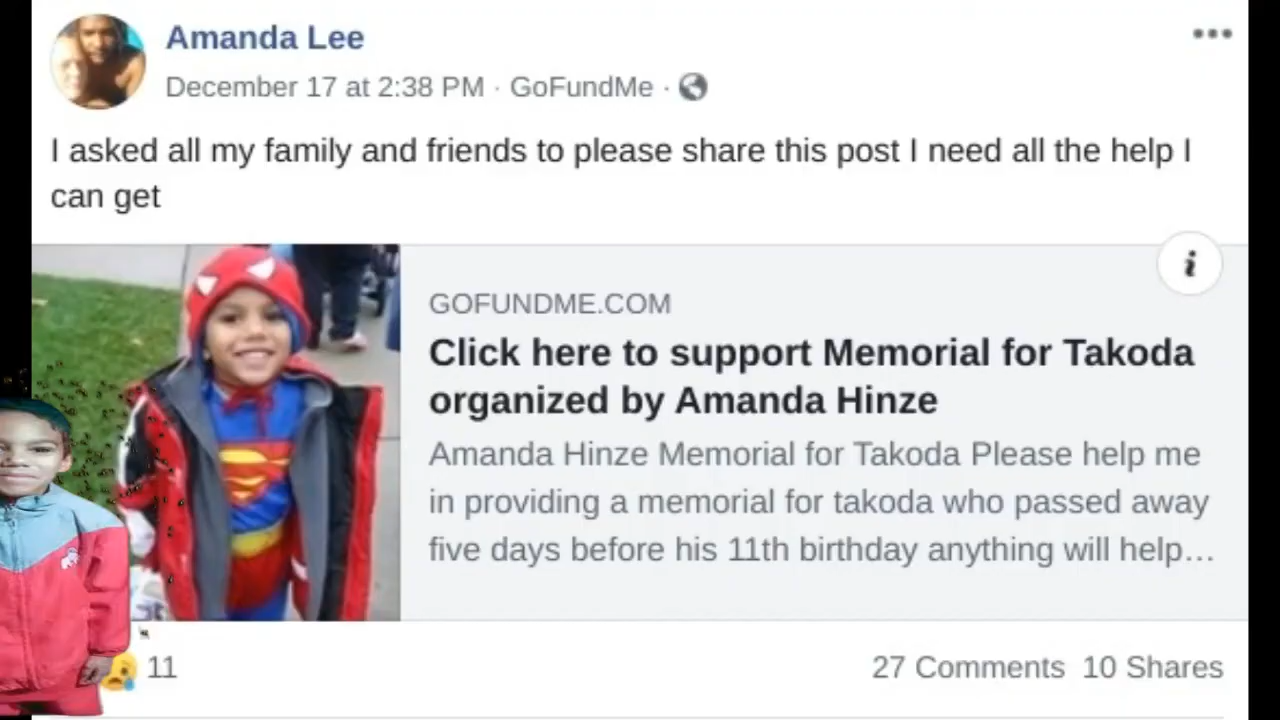 Amanda Lee
December 17 at 2:38 PM · GoFundMe ·
I asked all my family and friends to please share this post I need all the help I
can get
GOFUNDME.COM
Click here to support Memorial for Takoda
organized by Amanda Hinze
Amanda Hinze Memorial for Takoda Please help me
in providing a memorial for takoda who passed away
five days before his 11th birthday anything will help...
11
27 Comments 10 Shares